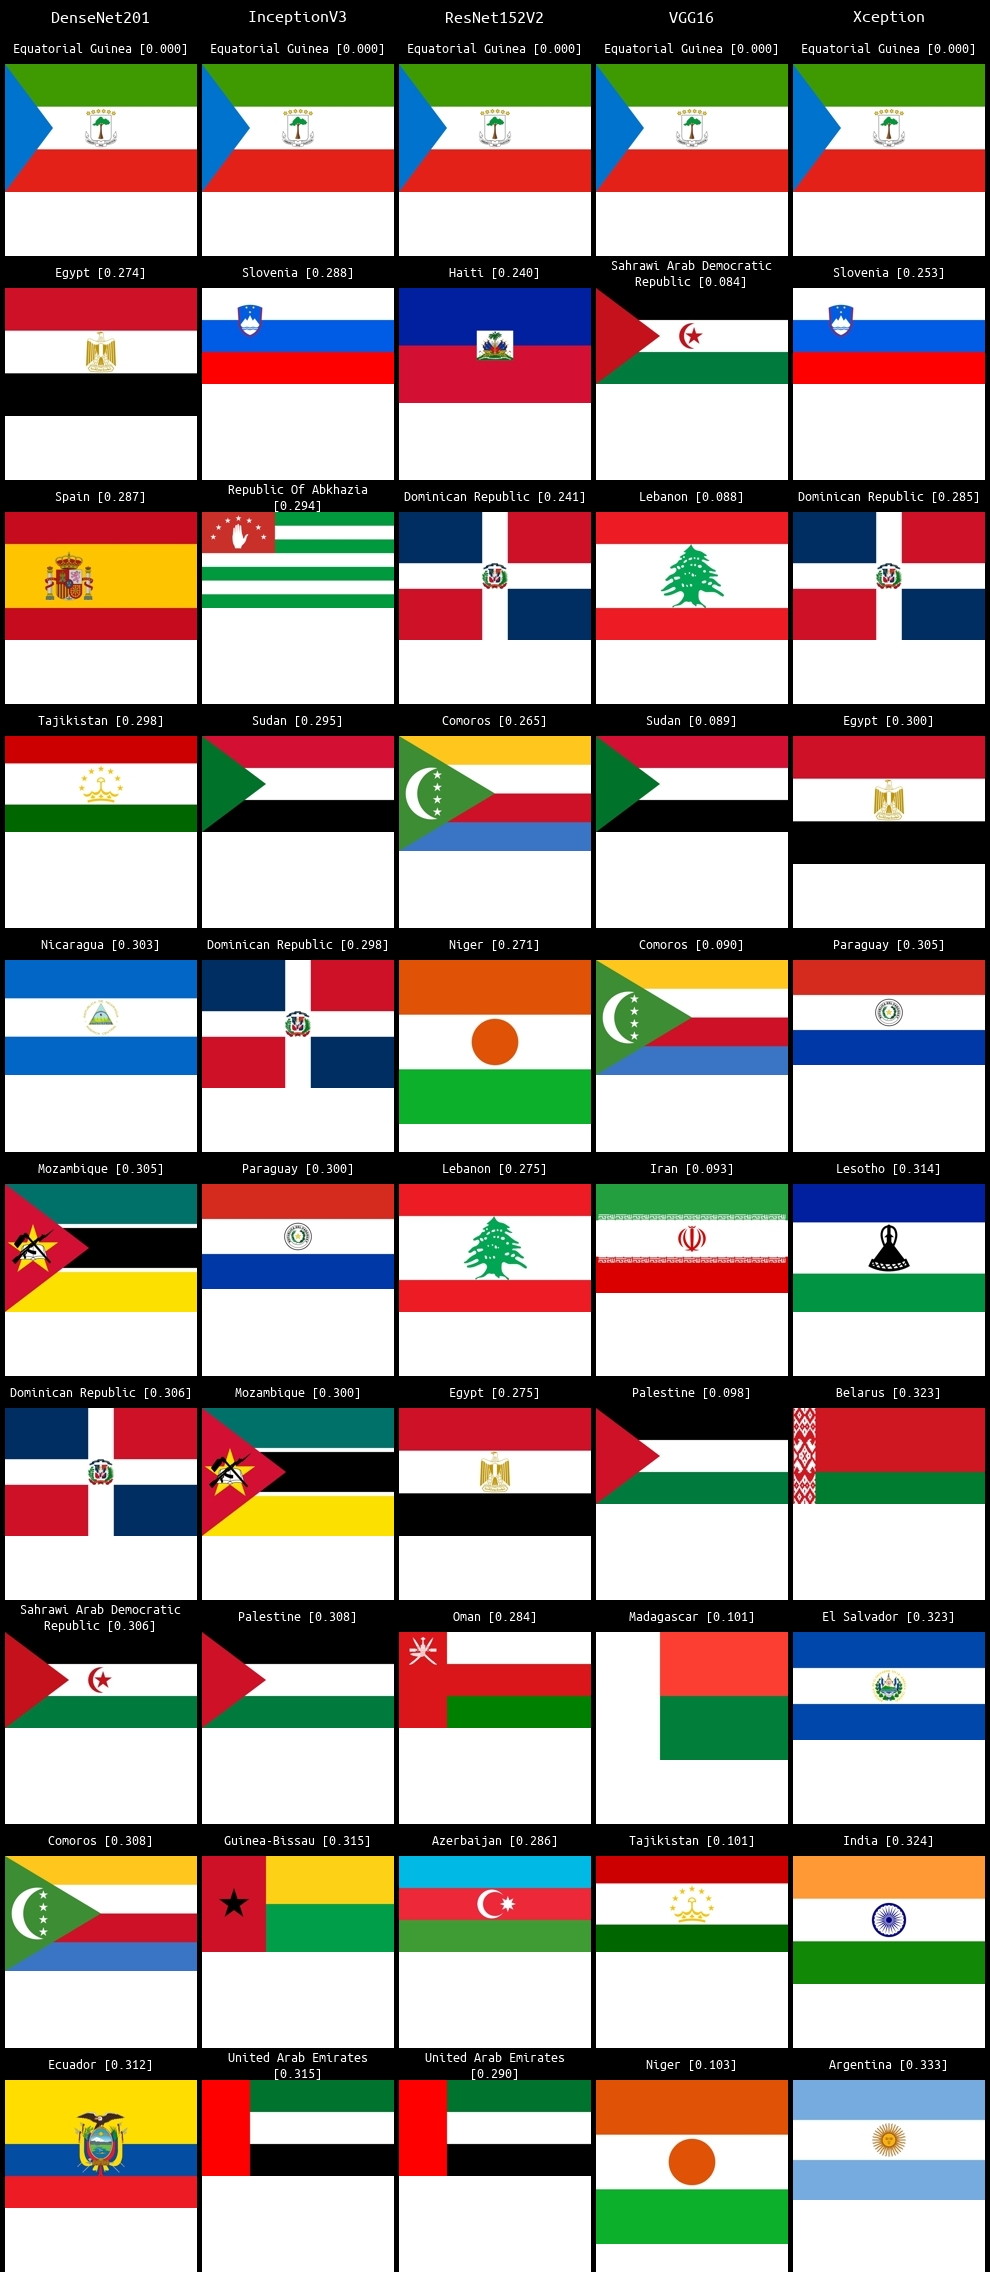 DenseNet201 InceptionV3 ResNet152V2 VGG16 Xception
Equatorial Guinea [0.000] Equatorial Guinea [0.000] Equatorial Guinea [0.000] Equatorial Guinea [0.000] Equatorial Guinea [0.000]
Egypt [0.274] Slovenia [0.288] Haiti [0.240] Sahrawi Arab Democratic Slovenia [0.253]
Republic [0.084]
Spain [0.287] Republic Of Abkhazia Dominican Republic [0.241] Lebanon [0.088] Dominican Republic [0.285]
[0.294]
Tajikistan [0.298] Sudan [0.295] Comoros [0.265] Sudan [0.089] Egypt [0.300]
Nicaragua [0.303] Dominican Republic [0.298] Niger [0.271] Comoros [0.090] Paraguay [0.305]
Mozambique [0.305] Paraguay [0.300] Lebanon [0.275] Iran [0.093] Lesotho [0.314]
Dominican Republic [0.306] Mozambique [0.300] Egypt [0.275] Palestine [0.098] Belarus [0.323]
Sahrawi Arab Democratic Palestine [0.308] Oman [0.284] Madagascar [0.101] El Salvador [0.323]
Republic [0.306]
Comoros [0.308] Guinea-Bissau [0.315] Azerbaijan [0.286] Tajikistan [0.101] India [0.324]
Ecuador [0.312] United Arab Emirates United Arab Emirates Niger [0.103] Argentina [0.333]
[0.315] [0.290]